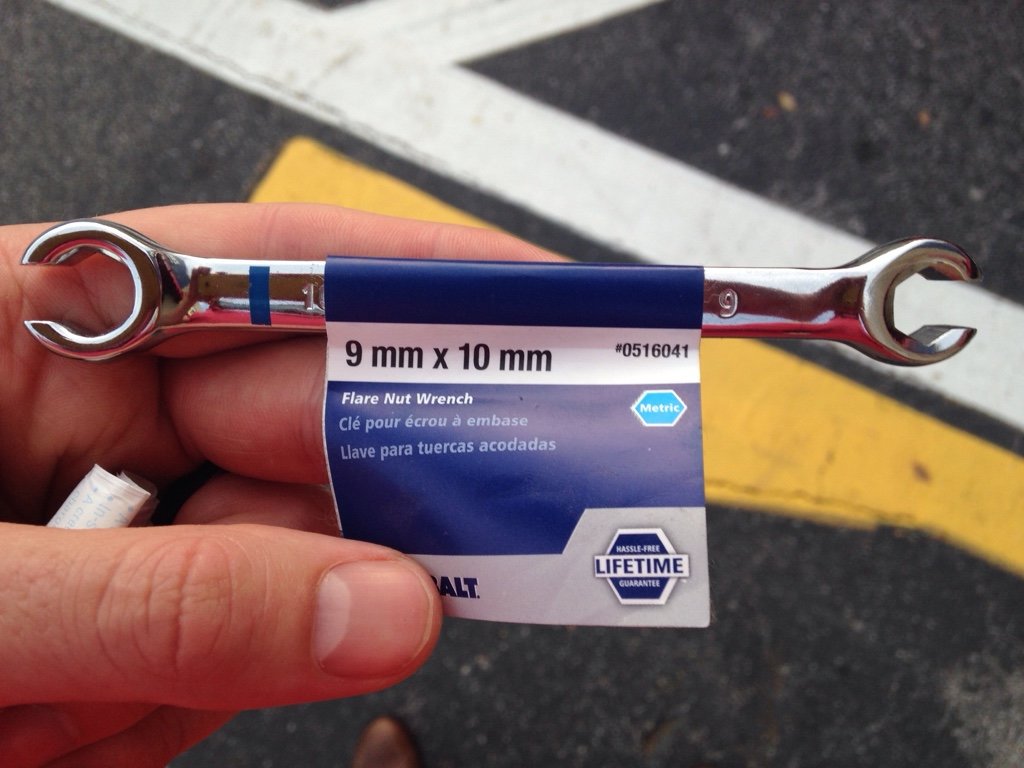 9
9 mm x 10 mm
#0516041
Flare Nut Wrench
Metric
Clé pour écrou à embase
Llave para tuercas acodadas
HASSLE-FREE
LIFETIME
GUARANTEE
ALT